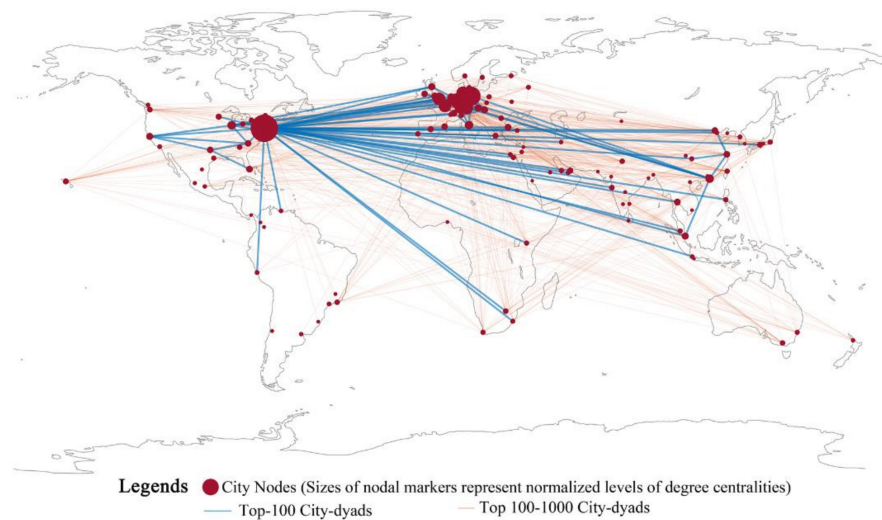 Legends City Nodes (Sizes of nodal markers represent normalized levels of degree centralities)
Top-100 City-dyads Top 100-1000 City-dyads